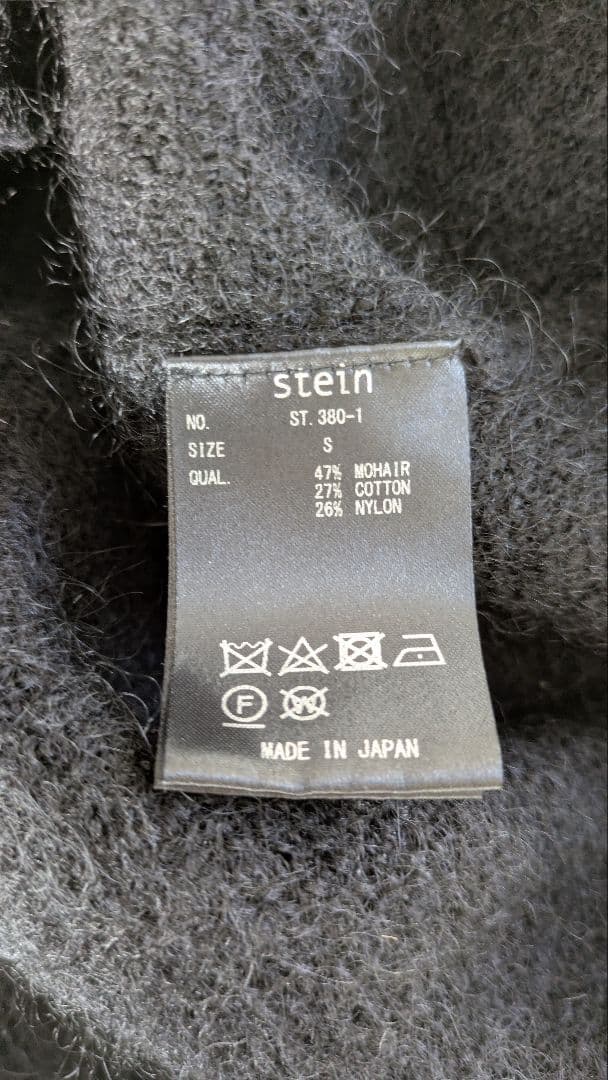 stein
NO. ST.380-1
SIZE S
QUAL. 47% MOHAIR
27% COTTON
26% NYLON
F W
MADE IN JAPAN